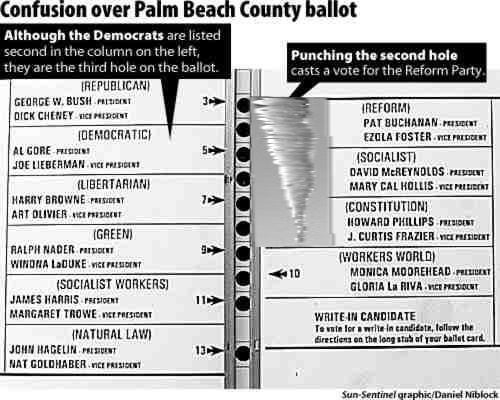 Confusion over Palm Beach County ballot
Although the Democrats are listed
second in the column on the left,
they are the third hole on the ballot.
Punching the second hole
casts a vote for the Reform Party.
(REPUBLICAN)
GEORGE W. BUSH - PRESIDENT
DICK CHENEY - VICE PRESIDENT
3
(DEMOCRATIC)
AL GORE - PRESIDENT
JOE LIEBERMAN - VICE PRESIDENT
5
(LIBERTARIAN)
HARRY BROWNE - PRESIDENT
ART OLIVIER - VICE PRESIDENT
7
(GREEN)
RALPH NADER - PRESIDENT
WINONA LaDUKE - VICE PRESIDENT
9
(SOCIALIST WORKERS)
JAMES HARRIS - PRESIDENT
MARGARET TROWE - VICE PRESIDENT
11
(NATURAL LAW)
JOHN HAGELIN - PRESIDENT
NAT GOLDHABER - VICE PRESIDENT
13
(REFORM)
PAT BUCHANAN - PRESIDENT
EZOLA FOSTER - VICE PRESIDENT
(SOCIALIST)
DAVID McREYNOLDS - PRESIDENT
MARY CAL HOLLIS - VICE PRESIDENT
(CONSTITUTION)
HOWARD PHILLIPS - PRESIDENT
J. CURTIS FRAZIER - VICE PRESIDENT
(WORKERS WORLD)
10
MONICA MOOREHEAD - PRESIDENT
GLORIA La RIVA - VICE PRESIDENT
WRITE-IN CANDIDATE
To vote for a write-in candidate, follow the
directions on the long stub of your ballot card.
Sun-Sentinel graphic/Daniel Niblock